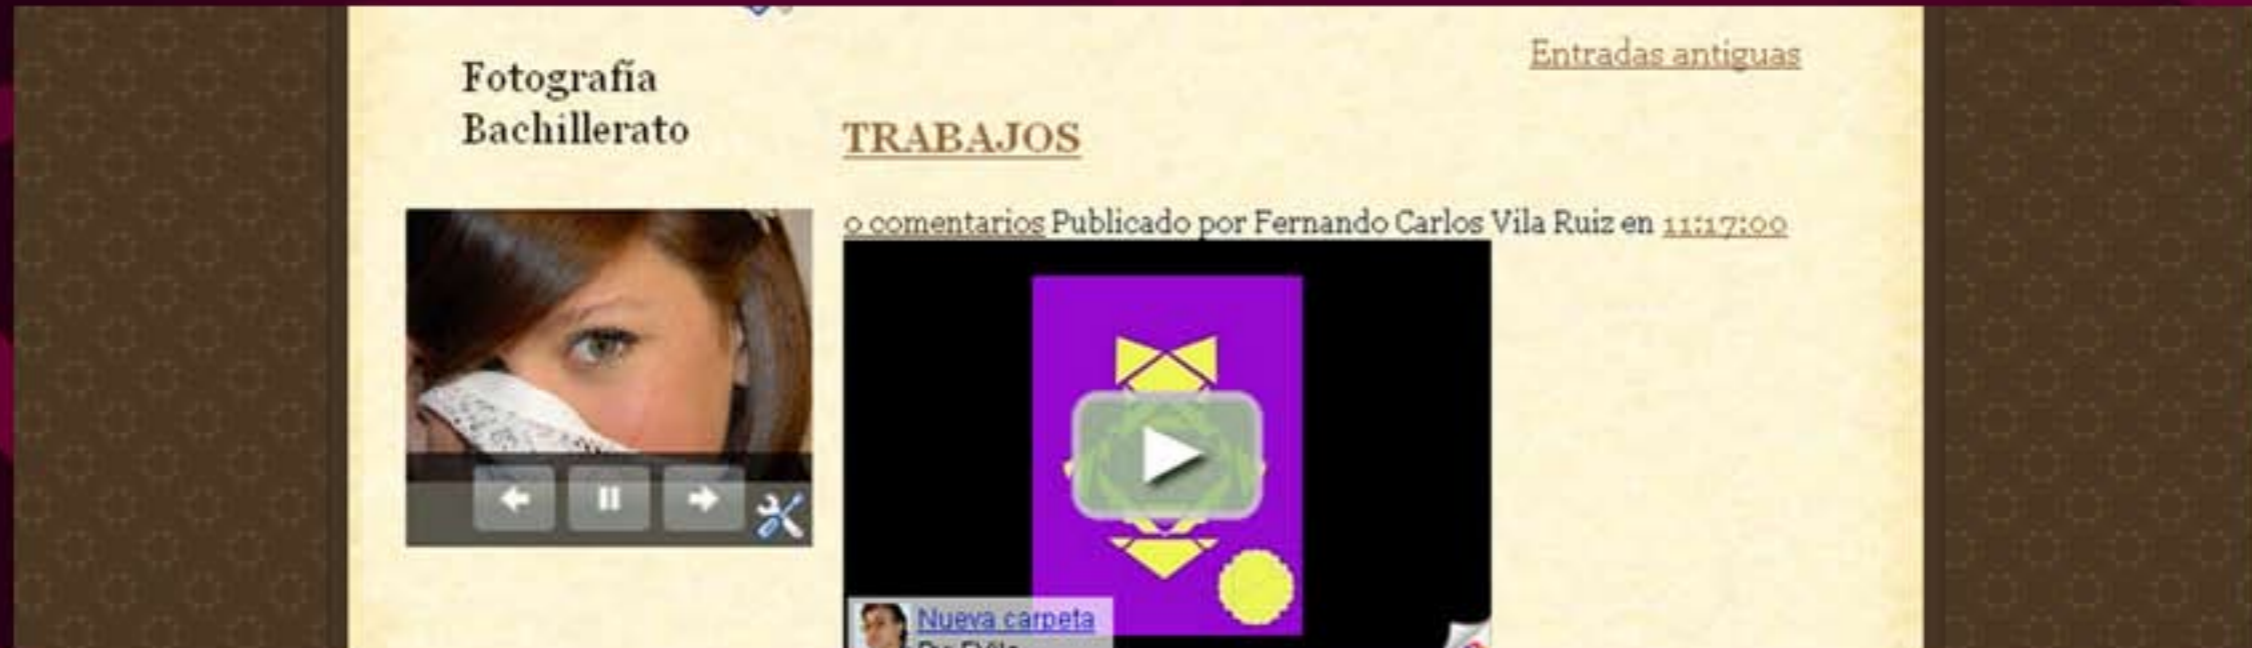 Entradas antiguas
Fotografía
Bachillerato
TRABAJOS
0 comentarios Publicado por Fernando Carlos Vila Ruiz en 11:17:00
Nueva carpeta